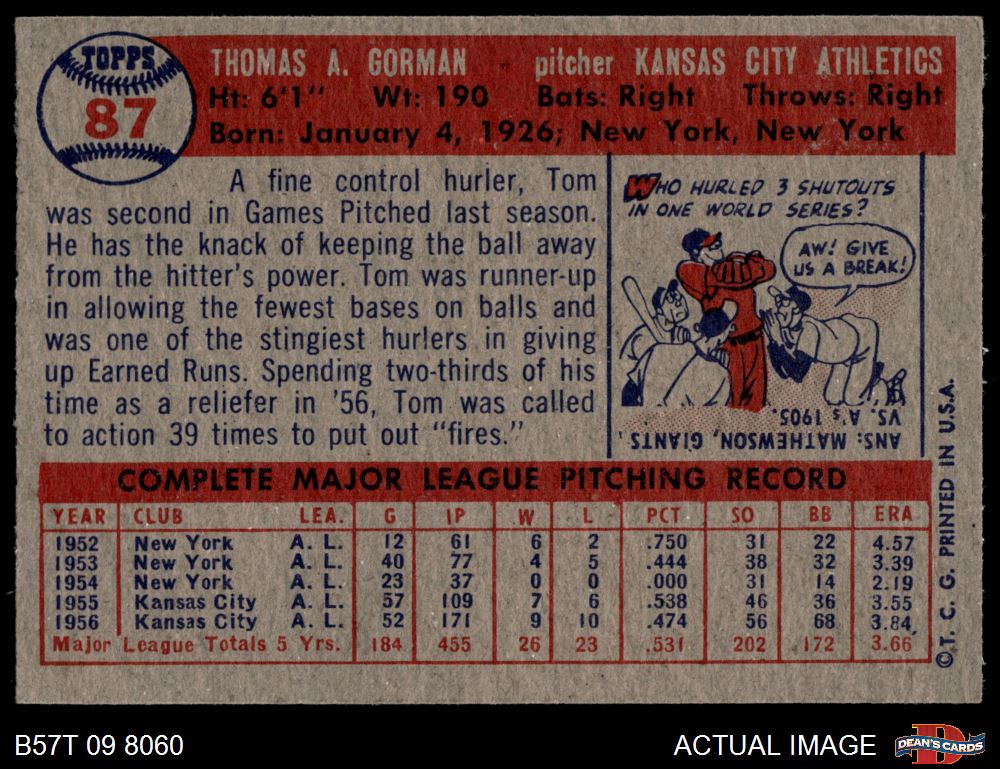 TOPPS
87
THOMAS A. GORMAN pitcher KANSAS CITY ATHLETICS
Ht: 6'1" Wt: 190 Bats: Right Throws: Right
Born: January 4, 1926; New York, New York
A fine control hurler, Tom
was second in Games Pitched last season.
He has the knack of keeping the ball away
from the hitter's power. Tom was runner-up
in allowing the fewest bases on balls and
was one of the stingiest hurlers in giving
up Earned Runs. Spending two-thirds of his
time as a reliefer in '56, Tom was called
to action 39 times to put out "fires."
WHO HURLED 3 SHUTOUTS
IN ONE WORLD SERIES?
AW! GIVE
US A BREAK!
ANS: MATHEWSON, GIANTS,
VS. A's 1905.
COMPLETE MAJOR LEAGUE PITCHING RECORD
YEAR CLUB LEA. G IP W L PCT SO BB ERA
1952 New York A. L. 12 61 6 2 .750 31 22 4.57
1953 New York A. L. 40 77 4 5 .444 38 32 3.39
1954 New York A. L. 23 37 0 0 .000 31 14 2.19
1955 Kansas City A. L. 57 109 7 6 .538 46 36 3.55
1956 Kansas City A. L. 52 171 9 10 .474 56 68 3.84
Major League Totals 5 Yrs. 184 455 26 23 .531 202 172 3.66
©T. C. G. PRINTED IN U.S.A.
B57T 09 8060
ACTUAL IMAGE
D
DEAN'S CARDS